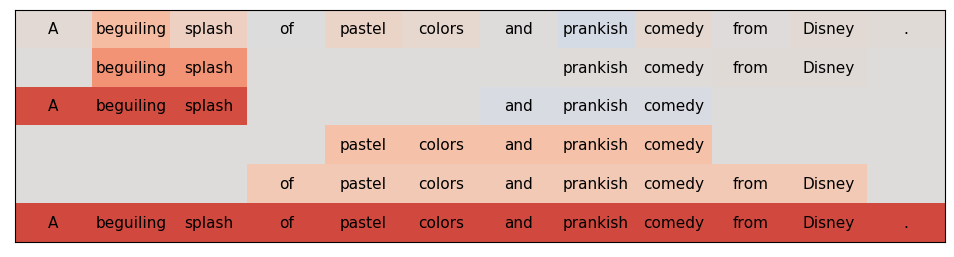 A beguiling splash of pastel colors and prankish comedy from Disney .
beguiling splash prankish comedy from Disney
A beguiling splash and prankish comedy
pastel colors and prankish comedy
of pastel colors and prankish comedy from Disney
A beguiling splash of pastel colors and prankish comedy from Disney .